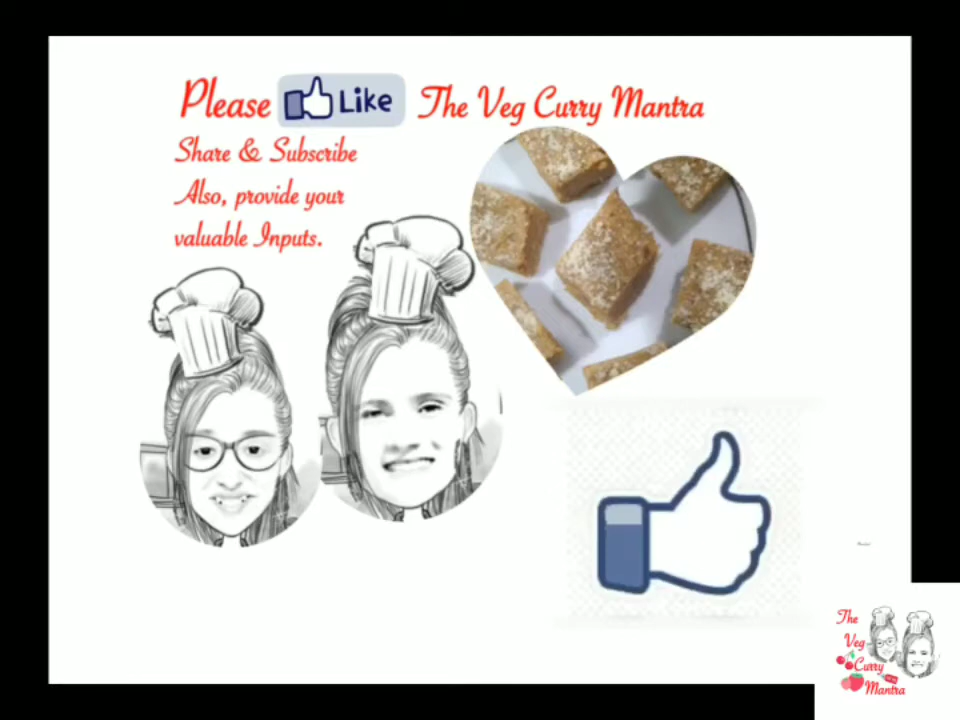 Please Like The Veg Curry Mantra
Share & Subscribe
Also, provide your
valuable Inputs.
The
Veg
Curry
Mantra